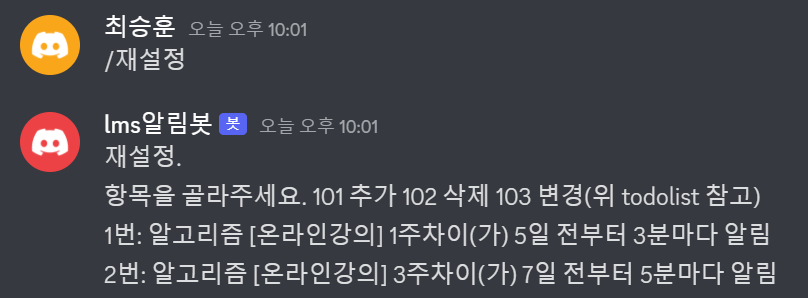 최승훈 오늘 오후 10:01
/재설정
lms알림봇 봇 오늘 오후 10:01
재설정.
항목을 골라주세요. 101 추가 102 삭제 103 변경(위 todolist 참고)
1번: 알고리즘 [온라인강의] 1주차이(가) 5일 전부터 3분마다 알림
2번: 알고리즘 [온라인강의] 3주차이(가) 7일 전부터 5분마다 알림